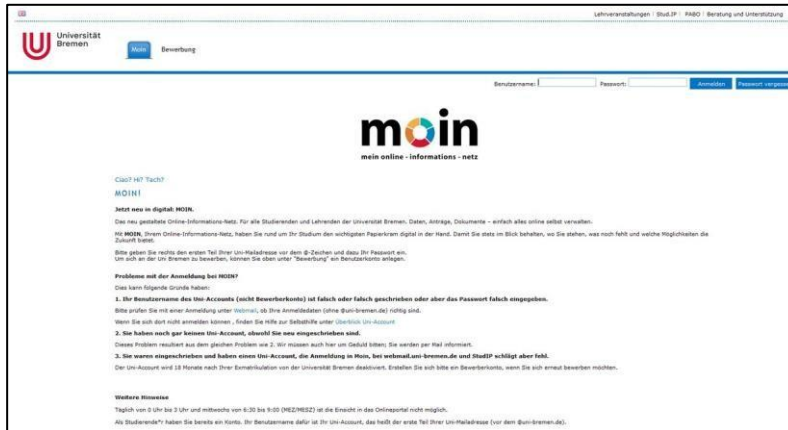 Lehrveranstaltungen | Stud.IP | PABO | Beratung und Unterstützung
Universität
Bremen
Moin
Bewerbung
Benutzername: Passwort: Anmelden Passwort vergessen
moin
mein online - informations - netz
Ciao? Hi? Tach?
MOIN!
Jetzt neu in digital: MOIN.
Das neu gestaltete Online-Informations-Netz. Für alle Studierenden und Lehrenden der Universität Bremen. Daten, Anträge, Dokumente – einfach alles online selbst verwalten.
Mit MOIN, Ihrem Online-Informations-Netz, haben Sie rund um Ihr Studium den wichtigsten Papierkram digital in der Hand. Damit Sie stets im Blick behalten, wo Sie stehen, was noch fehlt und welche Möglichkeiten die
Zukunft bietet.
Bitte geben Sie rechts den ersten Teil Ihrer Uni-Mailadresse vor dem @-Zeichen und dazu Ihr Passwort ein.
Um sich an der Uni Bremen zu bewerben, können Sie oben unter "Bewerbung" ein Benutzerkonto anlegen.
Probleme mit der Anmeldung bei MOIN?
Dies kann folgende Gründe haben:
1. Ihr Benutzername des Uni-Accounts (nicht Bewerberkonto) ist falsch oder falsch geschrieben oder aber das Passwort falsch eingegeben.
Bitte prüfen Sie mit einer Anmeldung unter Webmail, ob Ihre Anmeldedaten (ohne @uni-bremen.de) richtig sind.
Wenn Sie sich dort nicht anmelden können , finden Sie Hilfe zur Selbsthilfe unter Überblick Uni-Account
2. Sie haben noch gar keinen Uni-Account, obwohl Sie neu eingeschrieben sind.
Dieses Problem resultiert aus dem gleichen Problem wie 2. Wir müssen auch hier um Geduld bitten; Sie werden per Mail informiert.
3. Sie waren eingeschrieben und haben einen Uni-Account, die Anmeldung in Moin, bei webmail.uni-bremen.de und StudIP schlägt aber fehl.
Der Uni-Account wird 18 Monate nach Ihrer Exmatrikulation von der Universität Bremen deaktiviert. Erstellen Sie sich bitte ein Bewerberkonto, wenn Sie sich erneut bewerben möchten.
Weitere Hinweise
Täglich von 0 Uhr bis 3 Uhr und mittwochs von 6:30 bis 9:00 (MEZ/MESZ) ist die Einsicht in das Onlineportal nicht möglich.
Als Studierende*r haben Sie bereits ein Konto. Ihr Benutzername dafür ist Ihr Uni-Account, das heißt der erste Teil Ihrer Uni-Mailadresse (vor dem @uni-bremen.de).